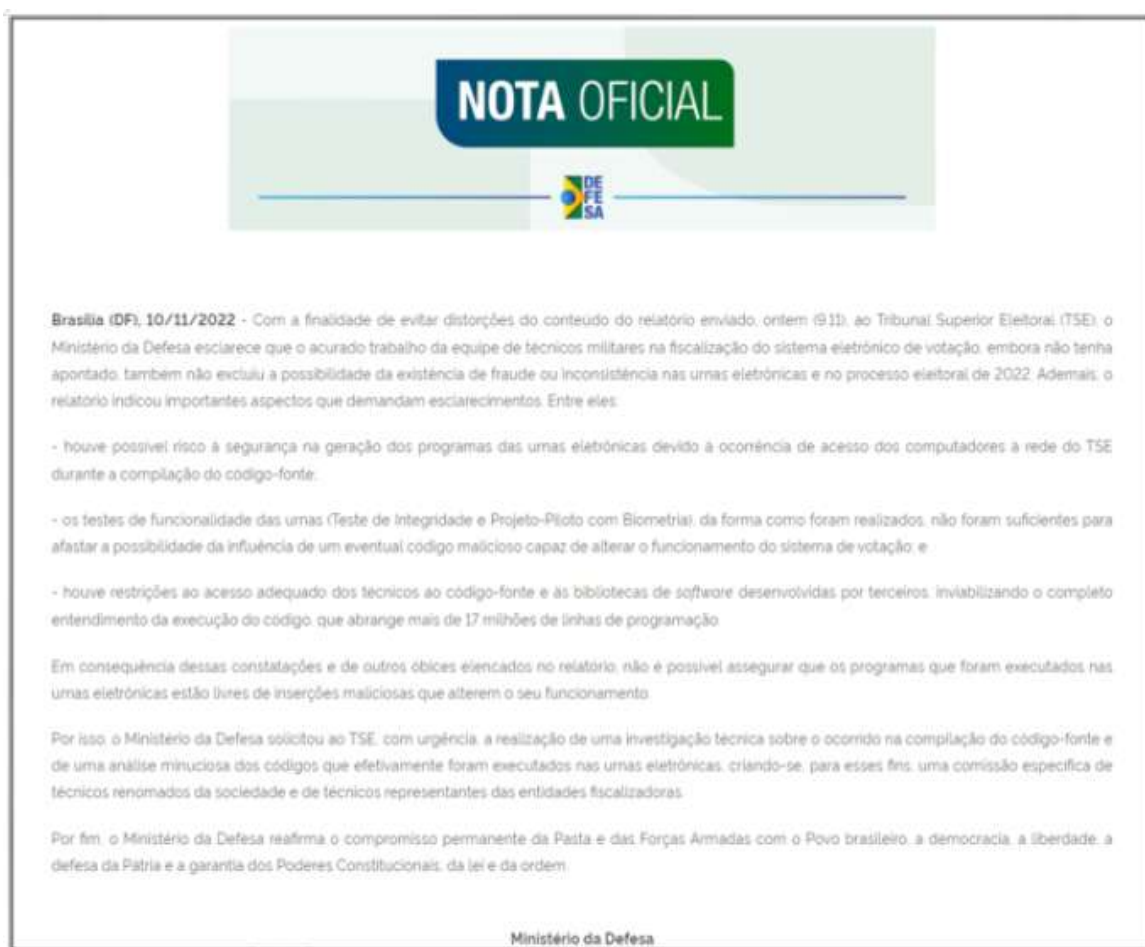 NOTA OFICIAL
DE
FE
SA
Brasília (DF), 10/11/2022 - Com a finalidade de evitar distorções do conteúdo do relatório enviado, ontem (9.11), ao Tribunal Superior Eleitoral (TSE), o
Ministério da Defesa esclarece que o acurado trabalho da equipe de técnicos militares na fiscalização do sistema eletrônico de votação, embora não tenha
apontado, também não excluiu a possibilidade da existência de fraude ou inconsistência nas urnas eletrônicas e no processo eleitoral de 2022. Ademais, o
relatório indicou importantes aspectos que demandam esclarecimentos. Entre eles:
- houve possível risco à segurança na geração dos programas das urnas eletrônicas devido à ocorrência de acesso dos computadores à rede do TSE
durante a compilação do código-fonte;
- os testes de funcionalidade das urnas (Teste de Integridade e Projeto-Piloto com Biometria), da forma como foram realizados, não foram suficientes para
afastar a possibilidade da influência de um eventual código malicioso capaz de alterar o funcionamento do sistema de votação; e
- houve restrições ao acesso adequado dos técnicos ao código-fonte e às bibliotecas de software desenvolvidas por terceiros, inviabilizando o completo
entendimento da execução do código, que abrange mais de 17 milhões de linhas de programação.
Em consequência dessas constatações e de outros óbices elencados no relatório, não é possível assegurar que os programas que foram executados nas
urnas eletrônicas estão livres de inserções maliciosas que alterem o seu funcionamento.
Por isso, o Ministério da Defesa solicitou ao TSE, com urgência, a realização de uma investigação técnica sobre o ocorrido na compilação do código-fonte e
de uma análise minuciosa dos códigos que efetivamente foram executados nas urnas eletrônicas, criando-se, para esses fins, uma comissão específica de
técnicos renomados da sociedade e de técnicos representantes das entidades fiscalizadoras.
Por fim, o Ministério da Defesa reafirma o compromisso permanente da Pasta e das Forças Armadas com o Povo brasileiro, a democracia, a liberdade, a
defesa da Pátria e a garantia dos Poderes Constitucionais, da lei e da ordem.
Ministério da Defesa